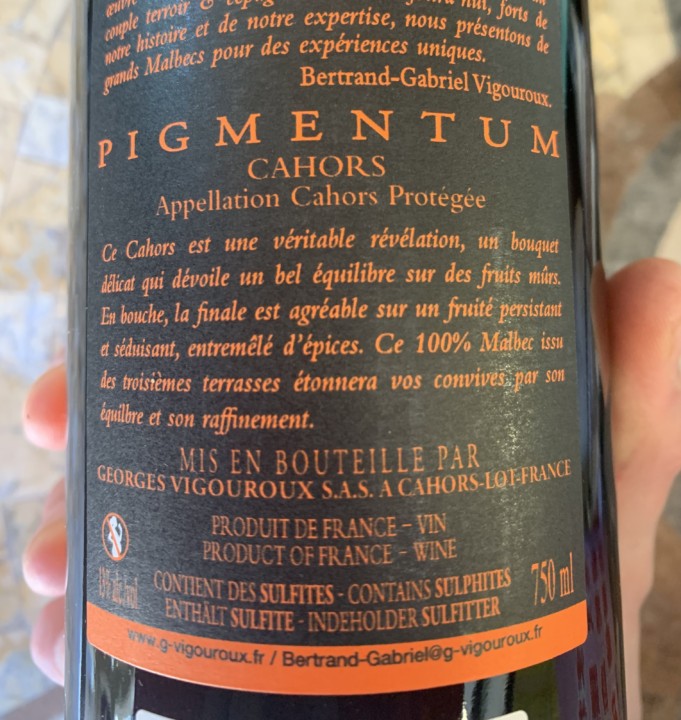 couple terroir &
notre histoire et de notre expertise, nous présentons de
grands Malbecs pour des expériences uniques.
Bertrand-Gabriel Vigouroux.
PIGMENTUM
CAHORS
Appellation Cahors Protégée
Ce Cahors est une véritable révélation, un bouquet
délicat qui dévoile un bel équilibre sur des fruits mûrs.
En bouche, la finale est agréable sur un fruité persistant
et séduisant, entremêlé d'épices. Ce 100% Malbec issu
des troisièmes terrasses étonnera vos convives par son
équilbre et son raffinement.
MIS EN BOUTEILLE PAR
GEORGES VIGOUROUX S.A.S. A CAHORS-LOT-FRANCE
PRODUIT DE FRANCE – VIN
PRODUCT OF FRANCE – WINE
CONTIENT DES SULFITES - CONTAINS SULPHITES
750 ml
ENTHÄLT SULFITE - INDEHOLDER SULFITTER
www.g-vigouroux.fr / Bertrand-Gabriel@g-vigouroux.fr